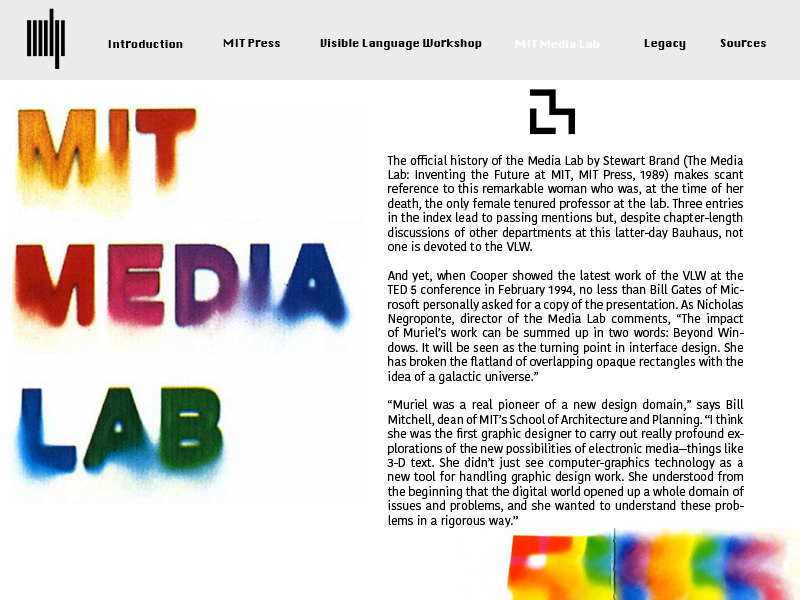 Introduction
MIT Press
Visible Language Workshop
MIT Media Lab
Legacy
Sources
MIT
MEDIA
LAB
The official history of the Media Lab by Stewart Brand (The Media
Lab: Inventing the Future at MIT, MIT Press, 1989) makes scant
reference to this remarkable woman who was, at the time of her
death, the only female tenured professor at the lab. Three entries
in the index lead to passing mentions but, despite chapter-length
discussions of other departments at this latter-day Bauhaus, not
one is devoted to the VLW.
And yet, when Cooper showed the latest work of the VLW at the
TED 5 conference in February 1994, no less than Bill Gates of Mic-
rosoft personally asked for a copy of the presentation. As Nicholas
Negroponte, director of the Media Lab comments, “The impact
of Muriel’s work can be summed up in two words: Beyond Win-
dows. It will be seen as the turning point in interface design. She
has broken the flatland of overlapping opaque rectangles with the
idea of a galactic universe.”
“Muriel was a real pioneer of a new design domain,” says Bill
Mitchell, dean of MIT’s School of Architecture and Planning. “I think
she was the first graphic designer to carry out really profound ex-
plorations of the new possibilities of electronic media—things like
3-D text. She didn’t just see computer-graphics technology as a
new tool for handling graphic design work. She understood from
the beginning that the digital world opened up a whole domain of
issues and problems, and she wanted to understand these prob-
lems in a rigorous way.”